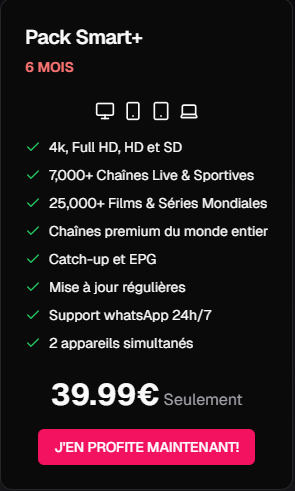 Pack Smart+
6 MOIS
4k, Full HD, HD et SD
7,000+ Chaînes Live & Sportives
25,000+ Films & Séries Mondiales
Chaînes premium du monde entier
Catch-up et EPG
Mise à jour régulières
Support whatsApp 24h/7
2 appareils simultanés
39.99€ Seulement
J'EN PROFITE MAINTENANT!